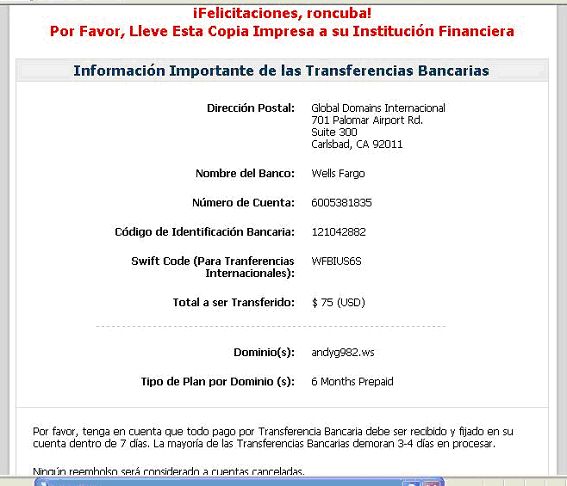 ¡Felicitaciones, roncuba!
Por Favor, Lleve Esta Copia Impresa a su Institución Financiera
Información Importante de las Transferencias Bancarias
Dirección Postal: Global Domains Internacional
701 Palomar Airport Rd.
Suite 300
Carlsbad, CA 92011
Nombre del Banco: Wells Fargo
Número de Cuenta: 6005381835
Código de Identificación Bancaria: 121042882
Swift Code (Para Tranferencias
Internacionales): WFBIUS6S
Total a ser Transferido: $ 75 (USD)
Dominio(s): andyg982.ws
Tipo de Plan por Dominio (s): 6 Months Prepaid
Por favor, tenga en cuenta que todo pago por Transferencia Bancaria debe ser recibido y fijado en su
cuenta dentro de 7 días. La mayoría de las Transferencias Bancarias demoran 3-4 días en procesar.
Ningún reembolso será considerado a cuentas canceladas.